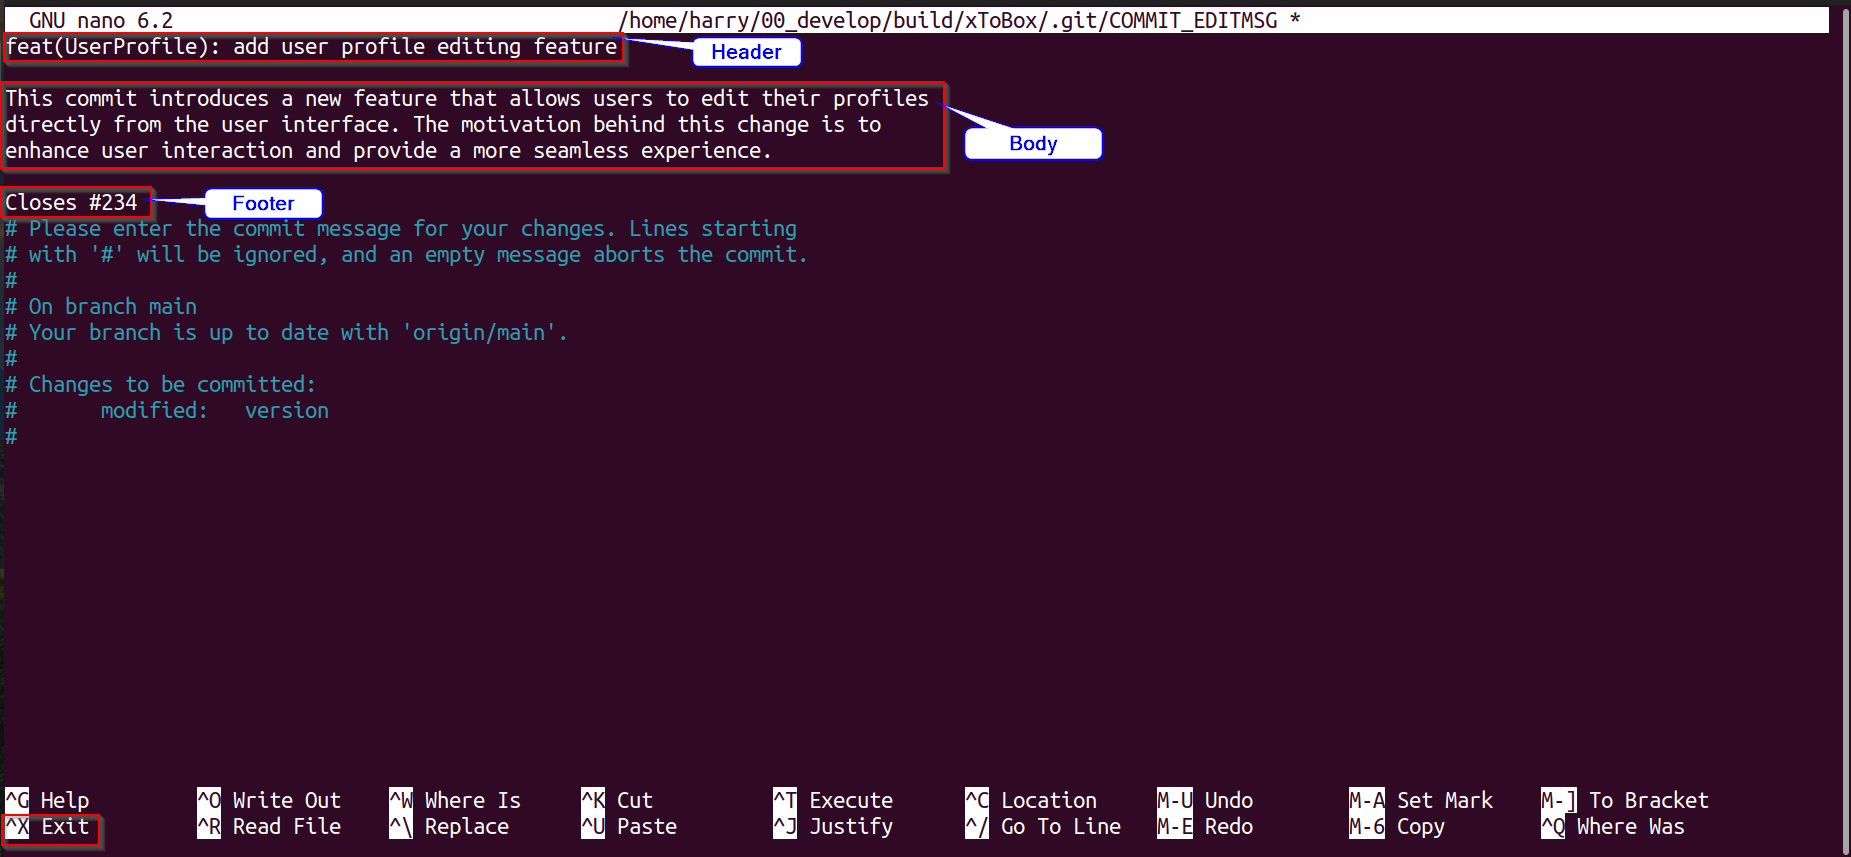 GNU nano 6.2 /home/harry/00_develop/build/xToBox/.git/COMMIT_EDITMSG *
feat(UserProfile): add user profile editing feature
Header
This commit introduces a new feature that allows users to edit their profiles
directly from the user interface. The motivation behind this change is to
enhance user interaction and provide a more seamless experience.
Body
Closes #234
Footer
# Please enter the commit message for your changes. Lines starting
# with '#' will be ignored, and an empty message aborts the commit.
#
# On branch main
# Your branch is up to date with 'origin/main'.
#
# Changes to be committed:
#       modified:   version
#
^G Help ^O Write Out ^W Where Is ^K Cut ^T Execute ^C Location M-U Undo M-A Set Mark M-] To Bracket
^X Exit ^R Read File ^\ Replace ^U Paste ^J Justify ^/ Go To Line M-E Redo M-6 Copy ^Q Where Was